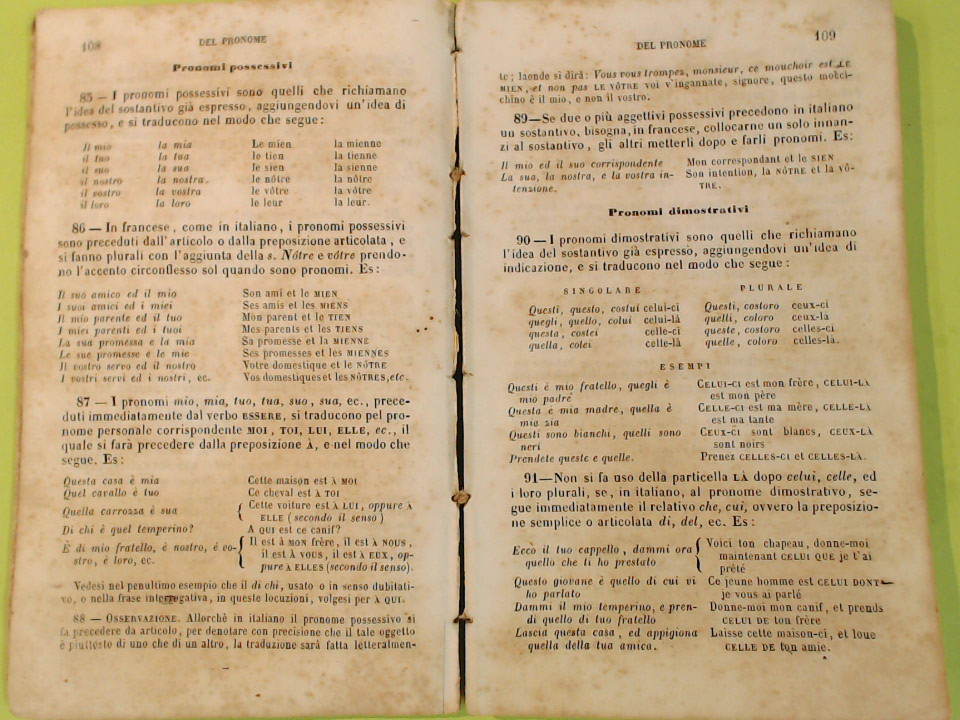 108
DEL PRONOME
Pronomi possessivi
85 — I pronomi possessivi sono quelli che richiamano
l'idea del sostantivo già espresso, aggiungendovi un'idea di
possesso, e si traducono nel modo che segue:
Il mio la mia Le mien la mienne
il tuo la tua le tien la tienne
il suo la sua le sien la sienne
il nostro la nostra. le nôtre la nôtre
il vostro la vostra le vôtre la vôtre
il loro la loro le leur la leur.
86 — In francese, come in italiano, i pronomi possessivi
sono preceduti dall'articolo o dalla preposizione articolata, e
si fanno plurali con l'aggiunta della s. Nôtre e vôtre prendo-
no l'accento circonflesso sol quando sono pronomi. Es:
Il suo amico ed il mio Son ami et le MIEN
I suoi amici ed i miei Ses amis et les MIENS
Il mio parente ed il tuo Mon parent et le TIEN
I miei parenti ed i tuoi Mes parents et les TIENS
La sua promessa e la mia Sa promesse et la MIENNE
Le sue promesse e le mie Ses promesses et les MIENNES
Il vostro servo ed il nostro Votre domestique et le NÔTRE
I vostri servi ed i nostri, ec. Vos domestiques et les NÔTRES, etc.
87 — I pronomi mio, mia, tuo, tua, suo, sua, ec., prece-
duti immediatamente dal verbo ESSERE, si traducono pel pro-
nome personale corrispondente MOI, TOI, LUI, ELLE, ec., il
quale si farà precedere dalla preposizione À, e nel modo che
segue. Es:
Questa casa è mia Cette maison est À MOI
Quel cavallo è tuo Ce cheval est À TOI
Quella carrozza è sua { Cette voiture est À LUI, oppure À
ELLE (secondo il senso)
Di chi è quel temperino? A QUI est ce canif?
È di mio fratello, è nostro, è vo-
stro, è loro, ec. { Il est à MON frère, il est À NOUS,
il est À VOUS, il est À EUX, op-
pure À ELLES (secondo il senso).
Vedesi nel penultimo esempio che il di chi, usato o in senso dubitati-
vo, o nella frase interrogativa, in queste locuzioni, volgesi per À QUI.
88 — OSSERVAZIONE. Allorchè in italiano il pronome possessivo si
fa precedere da articolo, per denotare con precisione che il tale oggetto
è piuttosto di uno che di un altro, la traduzione sarà fatta letteralmen-
DEL PRONOME
109
te; laonde si dirà: Vous vous trompez, monsieur, ce mouchoir est LE
MIEN, et non pas LE VÔTRE voi v'ingannate, signore, questo mocci-
chino è il mio, e non il vostro.
89 — Se due o più aggettivi possessivi precedono in italiano
un sostantivo, bisogna, in francese, collocarne un solo innan-
zi al sostantivo, gli altri metterli dopo e farli pronomi. Es:
Il mio ed il suo corrispondente Mon correspondant et le SIEN
La sua, la nostra, e la vostra in-
tenzione. Son intention, la NÔTRE et la VÔ-
TRE.
Pronomi dimostrativi
90 — I pronomi dimostrativi sono quelli che richiamano
l'idea del sostantivo già espresso, aggiungendovi un'idea di
indicazione, e si traducono nel modo che segue:
SINGOLARE PLURALE
Questi, questo, costui celui-ci Questi, costoro ceux-ci
quegli, quello, colui celui-là quelli, coloro ceux-là
questa, costei celle-ci queste, costoro celles-ci
quella, colei celle-là quelle, coloro celles-là.
ESEMPI
Questi è mio fratello, quegli è
mio padre CELUI-CI est mon frère, CELUI-LÀ
est mon père
Questa è mia madre, quella è
mia zia CELLE-CI est ma mère, CELLE-LÀ
est ma tante
Questi sono bianchi, quelli sono
neri CEUX-CI sont blancs, CEUX-LÀ
sont noirs
Prendete queste e quelle. Prenez CELLES-CI et CELLES-LÀ.
91 — Non si fa uso della particella LÀ dopo celui, celle, ed
i loro plurali, se, in italiano, al pronome dimostrativo, se-
gue immediatamente il relativo che, cui, ovvero la preposizio-
ne semplice o articolata di, del, ec. Es:
Ecco il tuo cappello, dammi ora
quello che ti ho prestato { Voici ton chapeau, donne-moi
maintenant CELUI QUE je t'ai
prêté
Questo giovane è quello di cui vi
ho parlato Ce jeune homme est CELUI DONT
je vous ai parlé
Dammi il mio temperino, e pren-
di quello di tuo fratello Donne-moi mon canif, et prends
CELUI DE ton frère
Lascia questa casa, ed appigiona
quella della tua amica. Laisse cette maison-ci, et loue
CELLE DE ton amie.